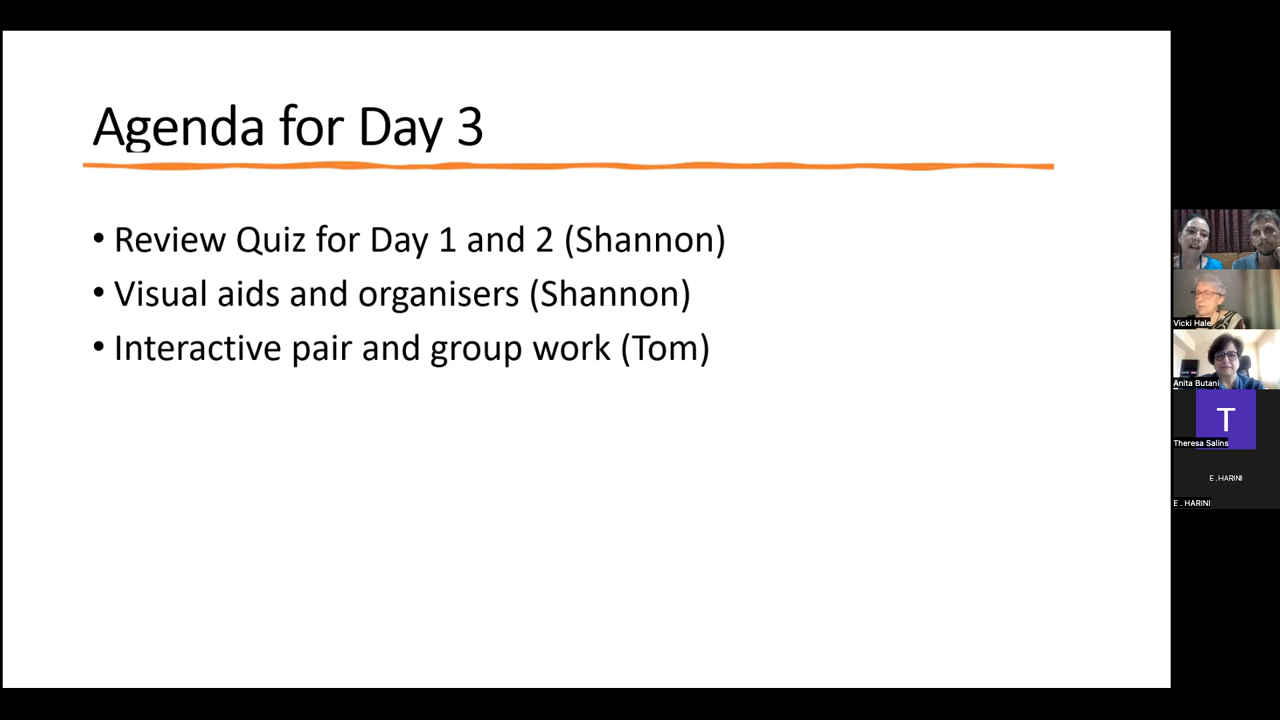 Agenda for Day 3
• Review Quiz for Day 1 and 2 (Shannon)
• Visual aids and organisers (Shannon)
• Interactive pair and group work (Tom)
Vicki Hale
Anita Butani
T
Theresa Salins
E .HARINI
E . HARINI